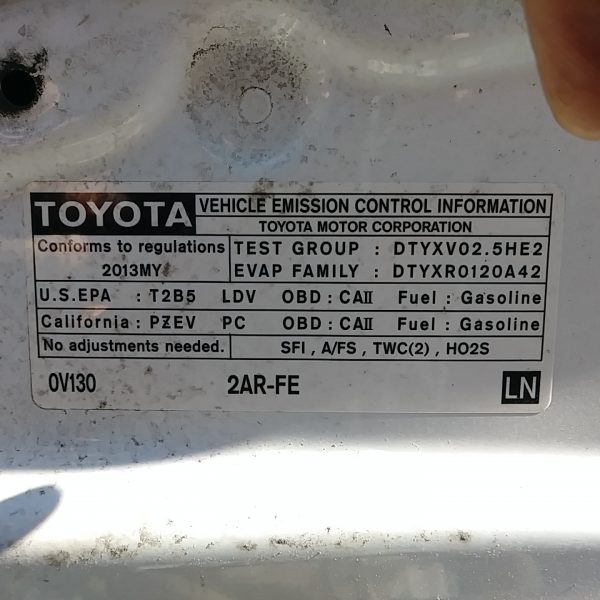 TOYOTA VEHICLE EMISSION CONTROL INFORMATION
TOYOTA MOTOR CORPORATION
Conforms to regulations TEST GROUP : DTYXV02.5HE2
2013MY EVAP FAMILY : DTYXR0120A42
U.S.EPA : T2B5 LDV OBD : CAII Fuel : Gasoline
California : PZEV PC OBD : CAII Fuel : Gasoline
No adjustments needed. SFI , A/FS , TWC(2) , HO2S
0V130 2AR-FE LN